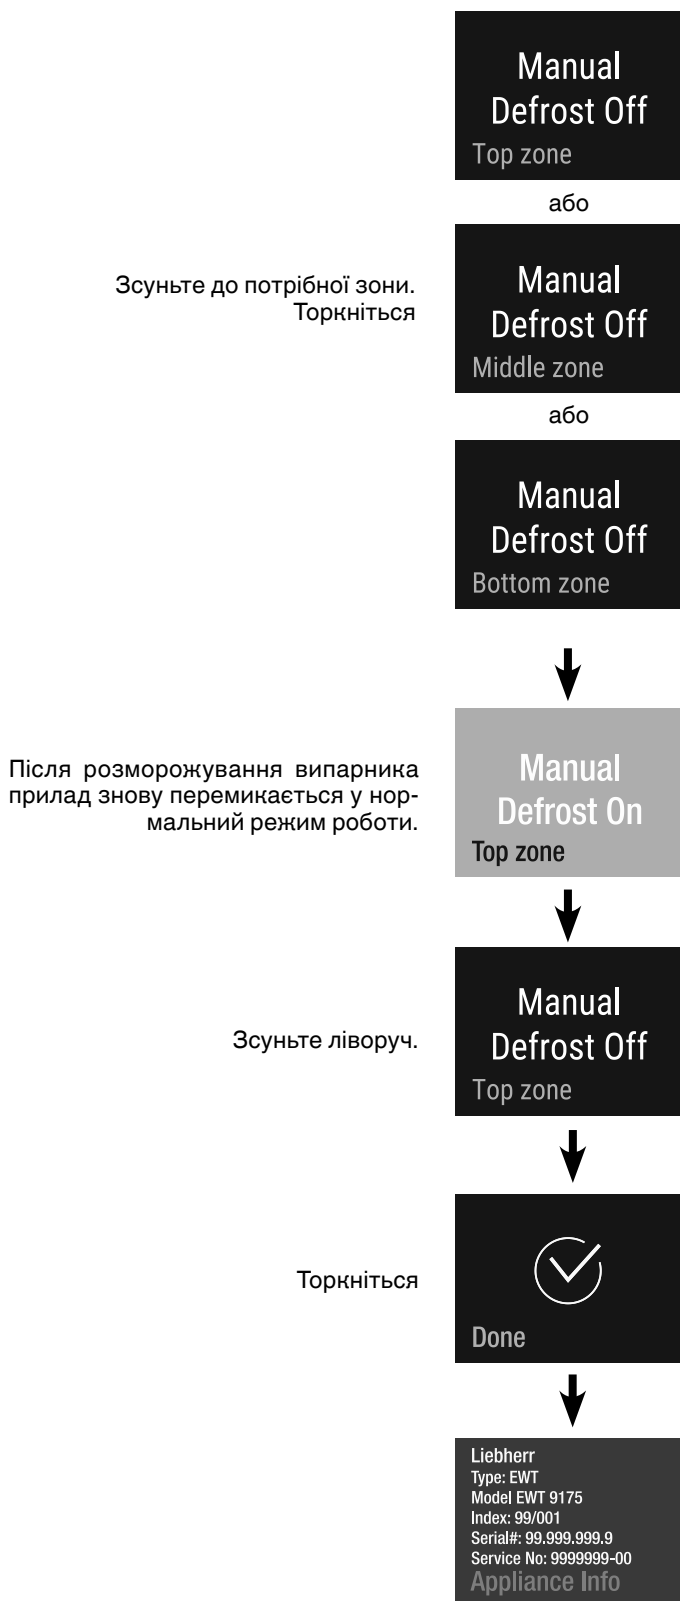 Manual
Defrost Off
Top zone
або
Зсуньте до потрібної зони.
Торкніться
Manual
Defrost Off
Middle zone
або
Manual
Defrost Off
Bottom zone
Після розморожування випарника
прилад знову перемикається у нор-
мальний режим роботи.
Manual
Defrost On
Top zone
Зсуньте ліворуч.
Manual
Defrost Off
Top zone
Торкніться
Done
Liebherr
Type: EWT
Model EWT 9175
Index: 99/001
Serial#: 99.999.999.9
Service No: 9999999-00
Appliance Info